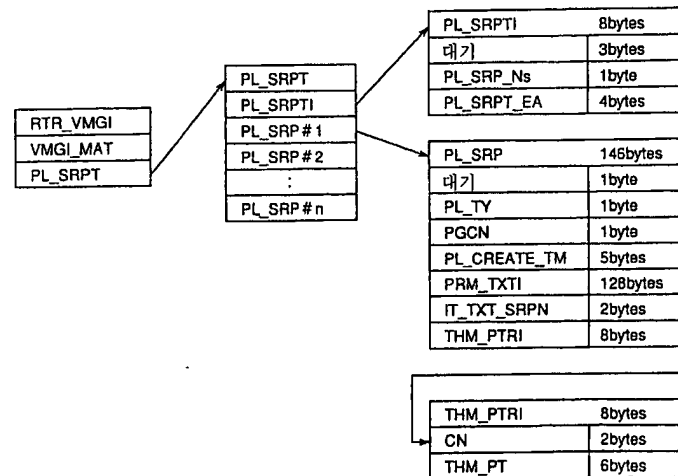 RTR_VMGI
VMGI_MAT
PL_SRPT
PL_SRPT
PL_SRPTI
PL_SRP#1
PL_SRP#2
:
PL_SRP#n
PL_SRPTI 8bytes
대기 3bytes
PL_SRP_Ns 1byte
PL_SRPT_EA 4bytes
PL_SRP 146bytes
대기 1byte
PL_TY 1byte
PGCN 1byte
PL_CREATE_TM 5bytes
PRM_TXTI 128bytes
IT_TXT_SRPN 2bytes
THM_PTRI 8bytes
THM_PTRI 8bytes
CN 2bytes
THM_PT 6bytes